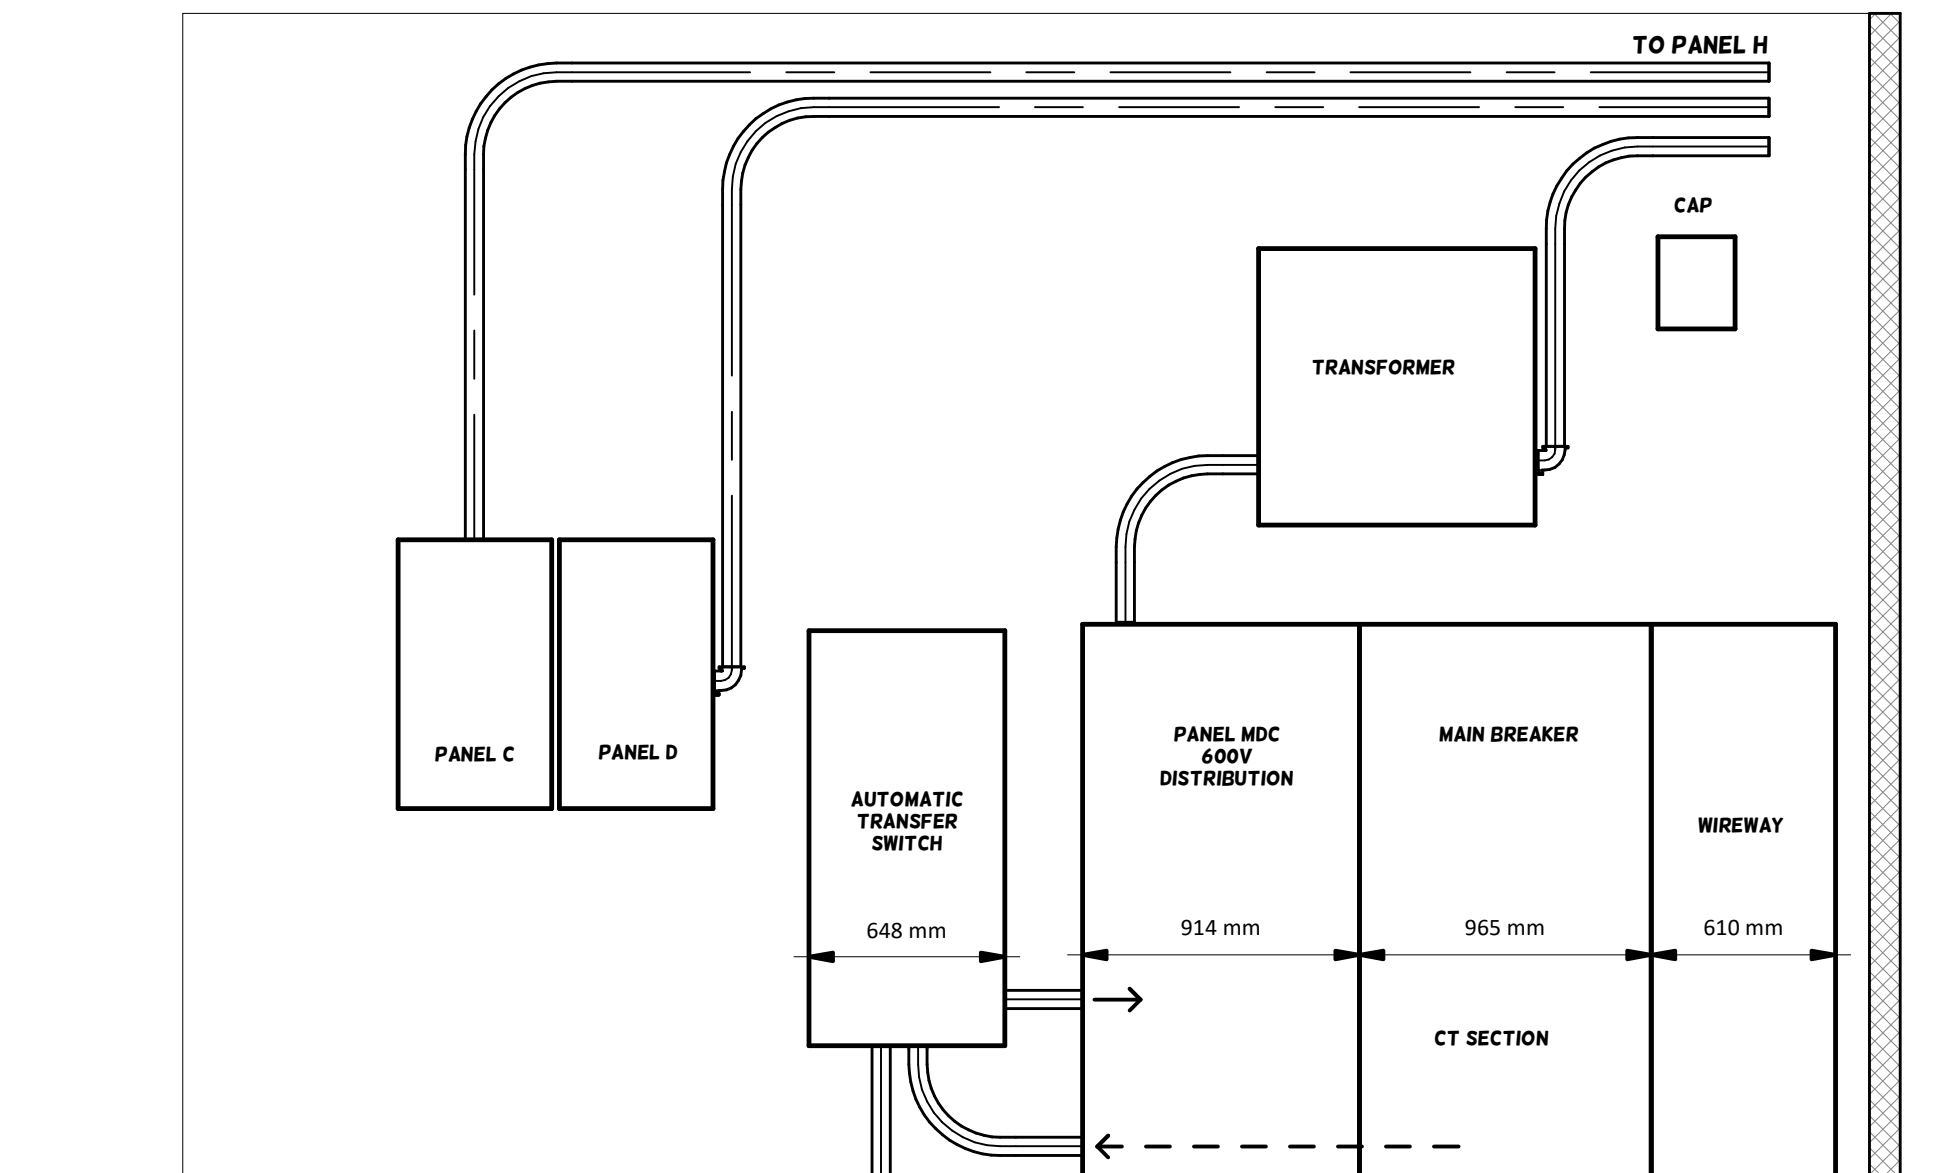 TO PANEL H
CAP
TRANSFORMER
PANEL C
PANEL D
PANEL MDC
600V
DISTRIBUTION
MAIN BREAKER
AUTOMATIC
TRANSFER
SWITCH
WIREWAY
648 mm
914 mm
965 mm
610 mm
CT SECTION